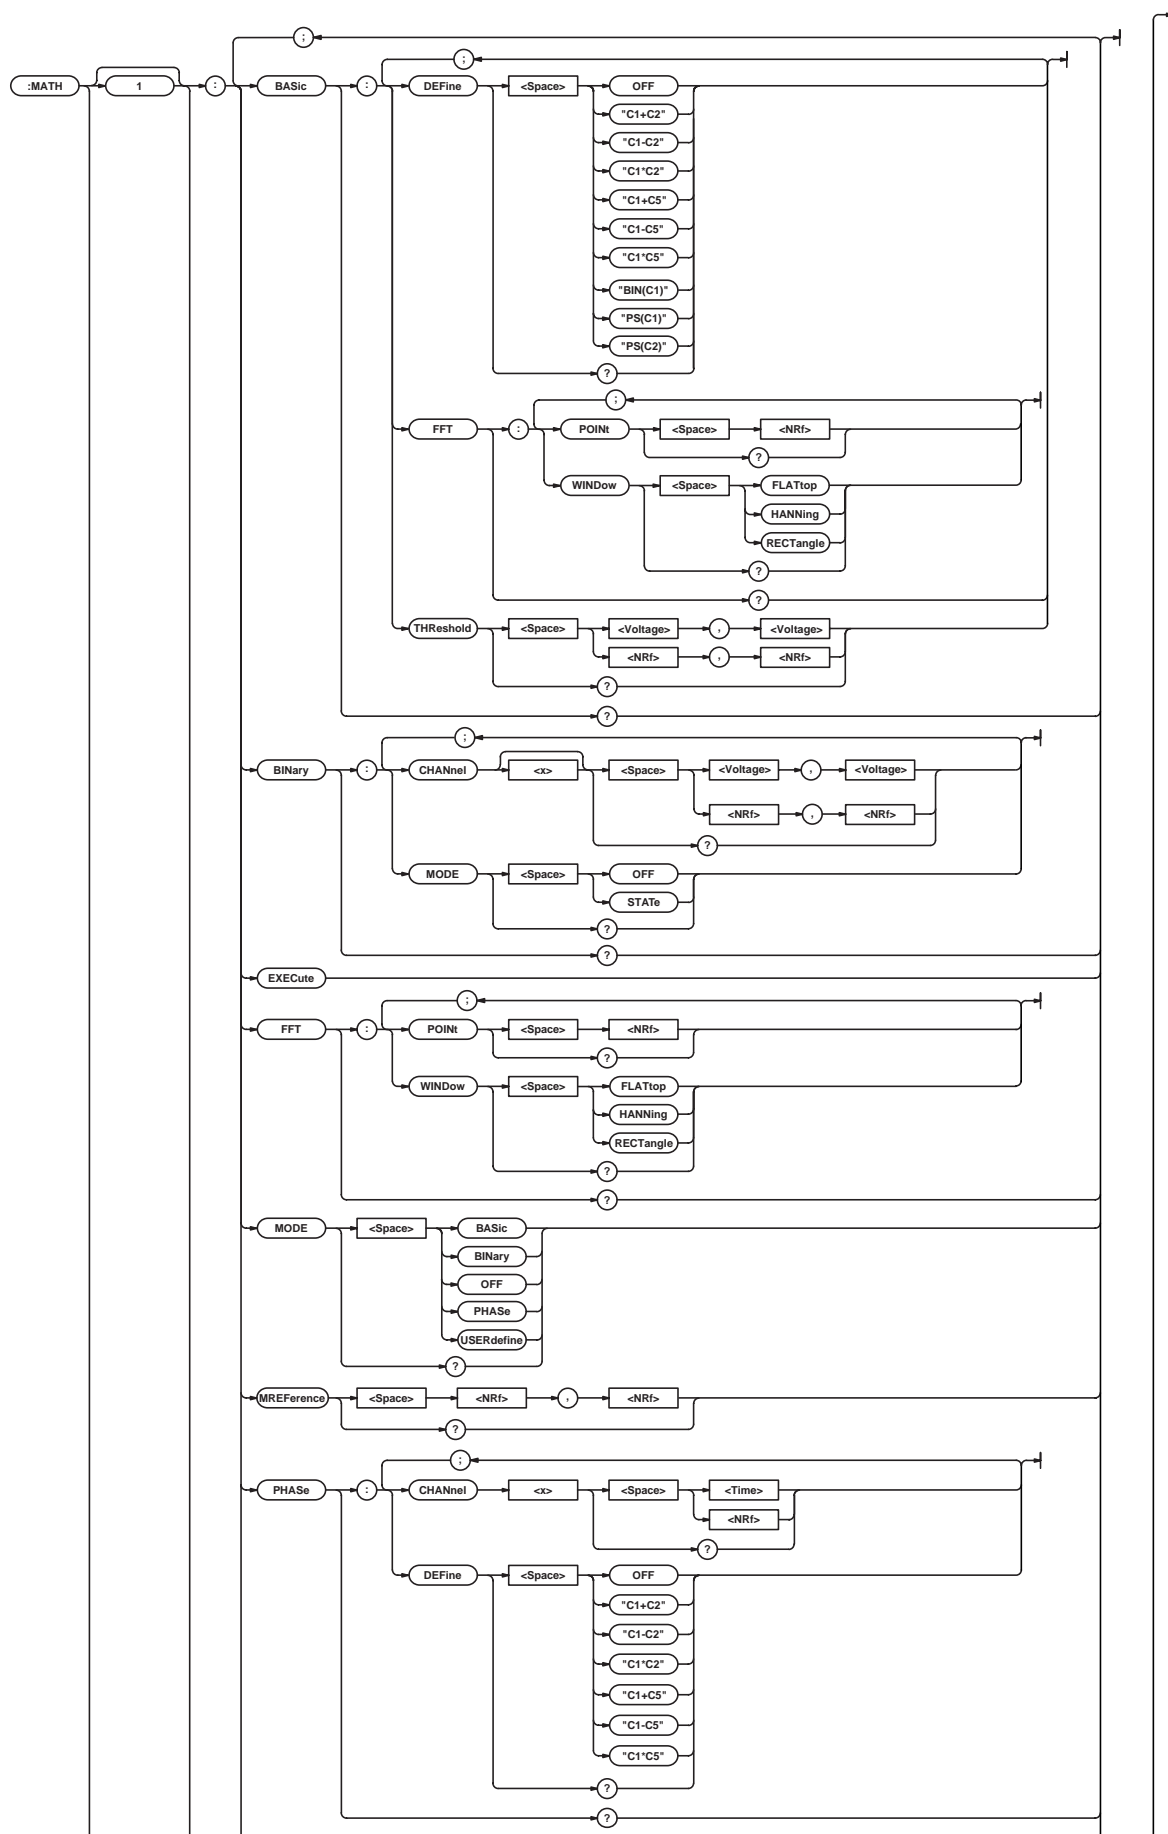 ;
;
:MATH 1 : BASic : DEFine <Space> OFF
"C1+C2"
"C1-C2"
"C1*C2"
"C1+C5"
"C1-C5"
"C1*C5"
"BIN(C1)"
"PS(C1)"
"PS(C2)"
?
;
FFT : POINt <Space> <NRf>
?
WINDow <Space> FLATtop
HANNing
RECTangle
?
?
THReshold <Space> <Voltage> , <Voltage>
<NRf> , <NRf>
?
?
;
BINary : CHANnel <x> <Space> <Voltage> , <Voltage>
<NRf> , <NRf>
?
MODE <Space> OFF
STATe
?
?
EXECute
;
FFT : POINt <Space> <NRf>
?
WINDow <Space> FLATtop
HANNing
RECTangle
?
?
MODE <Space> BASic
BINary
OFF
PHASe
USERdefine
?
MREFerence <Space> <NRf> , <NRf>
?
;
PHASe : CHANnel <x> <Space> <Time>
<NRf>
?
DEFine <Space> OFF
"C1+C2"
"C1-C2"
"C1*C2"
"C1+C5"
"C1-C5"
"C1*C5"
?
?